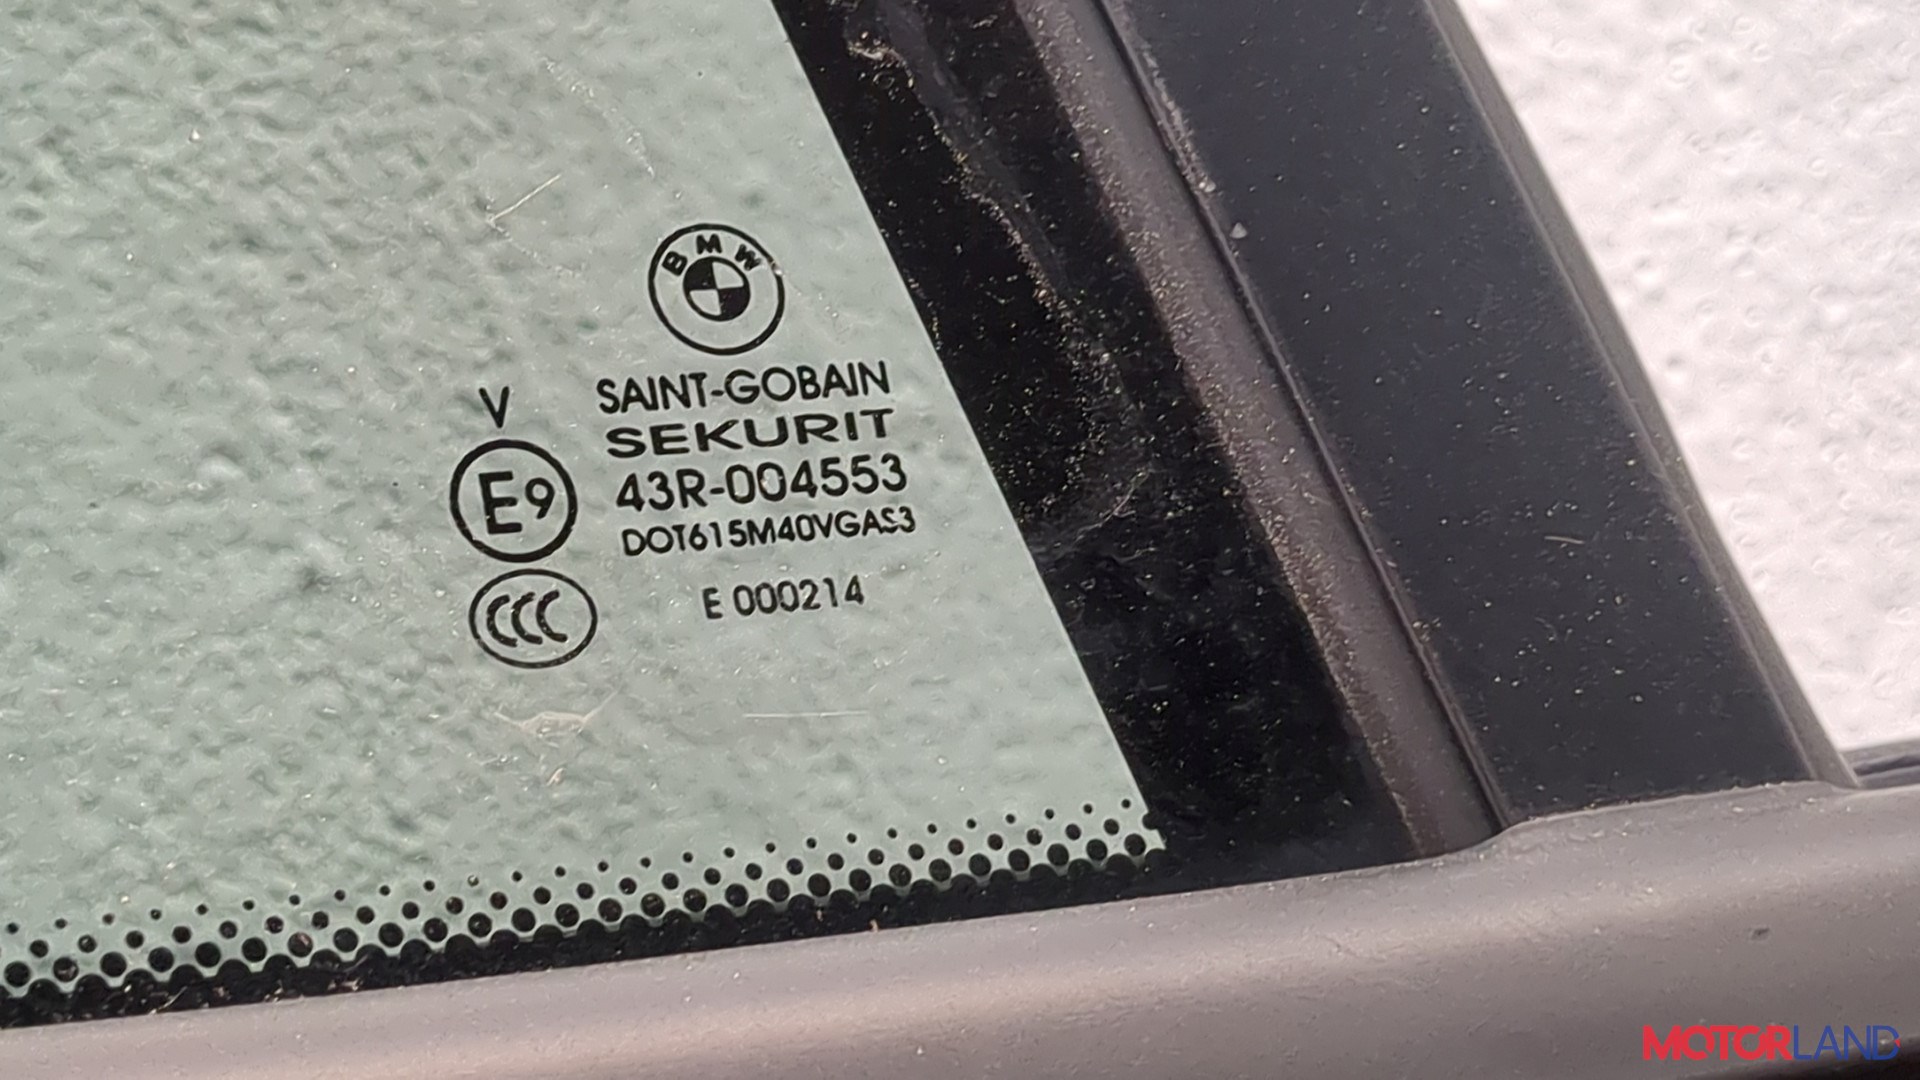 BMW
SAINT-GOBAIN
SEKURIT
V
E9
43R-004553
DOT615M40VGAS3
CCC
E 000214
MOTORLAND